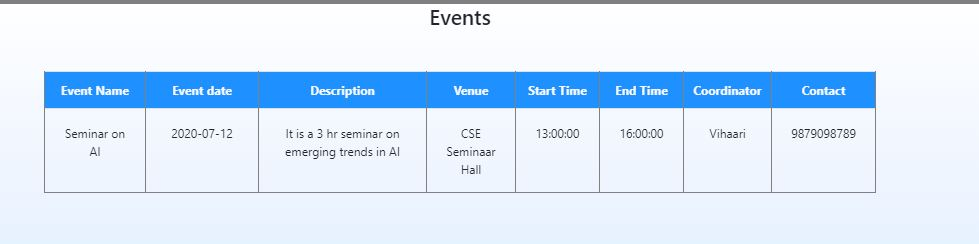 Events
Event Name Event date Description Venue Start Time End Time Coordinator Contact
Seminar on 2020-07-12 It is a 3 hr seminar on CSE 13:00:00 16:00:00 Vihaari 9879098789
AI emerging trends in AI Seminaar
Hall